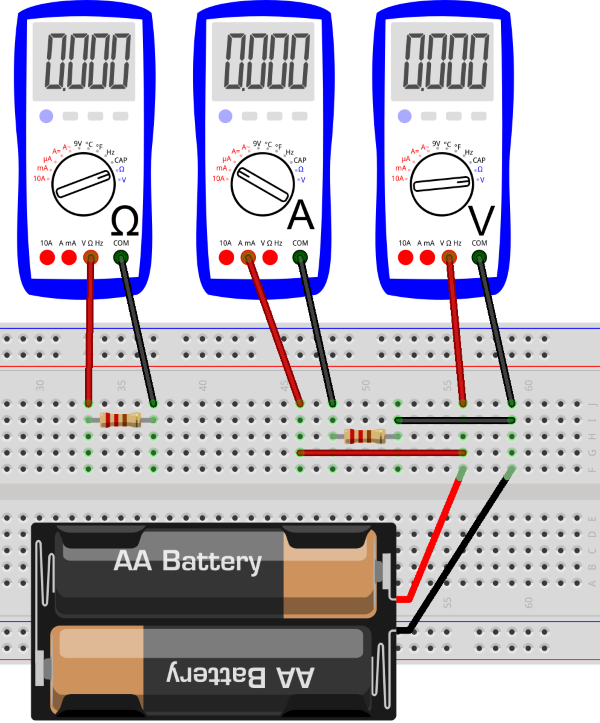 0.000 0.000 0.000
9V °C °F Hz CAP Ω V A= A~ µA mA 10A
9V °C °F Hz CAP Ω V A= A~ µA mA 10A
9V °C °F Hz CAP Ω V A= A~ µA mA 10A
Ω A V
10A A mA V Ω Hz COM
10A A mA V Ω Hz COM
10A A mA V Ω Hz COM
30 35 40 45 50 55 60
J
I
H
G
F
E
D
C
B
A
55 60
AA Battery
AA Battery